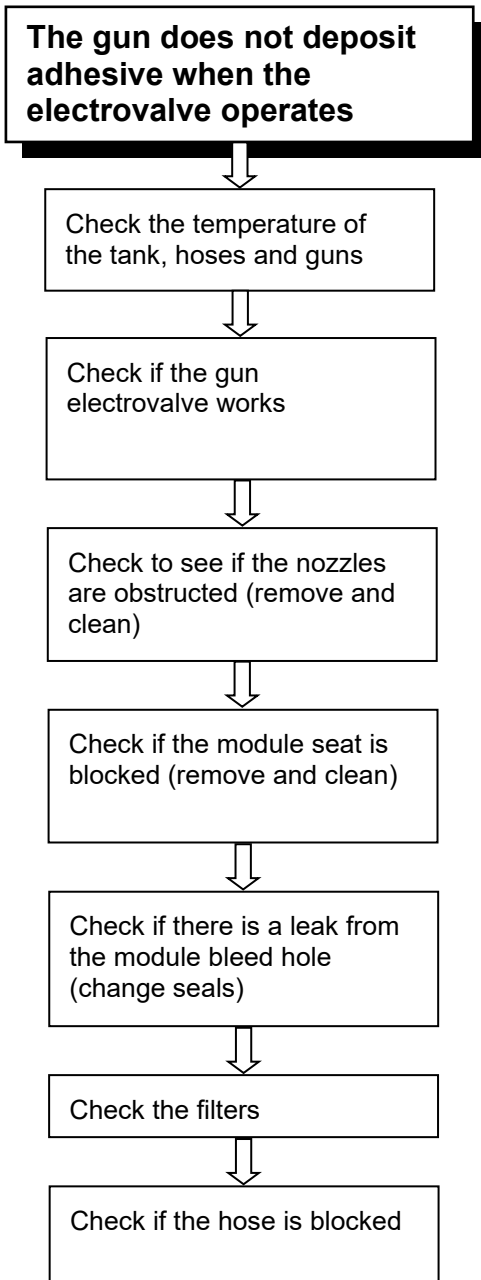 The gun does not deposit
adhesive when the
electrovalve operates
Check the temperature of
the tank, hoses and guns
Check if the gun
electrovalve works
Check to see if the nozzles
are obstructed (remove and
clean)
Check if the module seat is
blocked (remove and clean)
Check if there is a leak from
the module bleed hole
(change seals)
Check the filters
Check if the hose is blocked